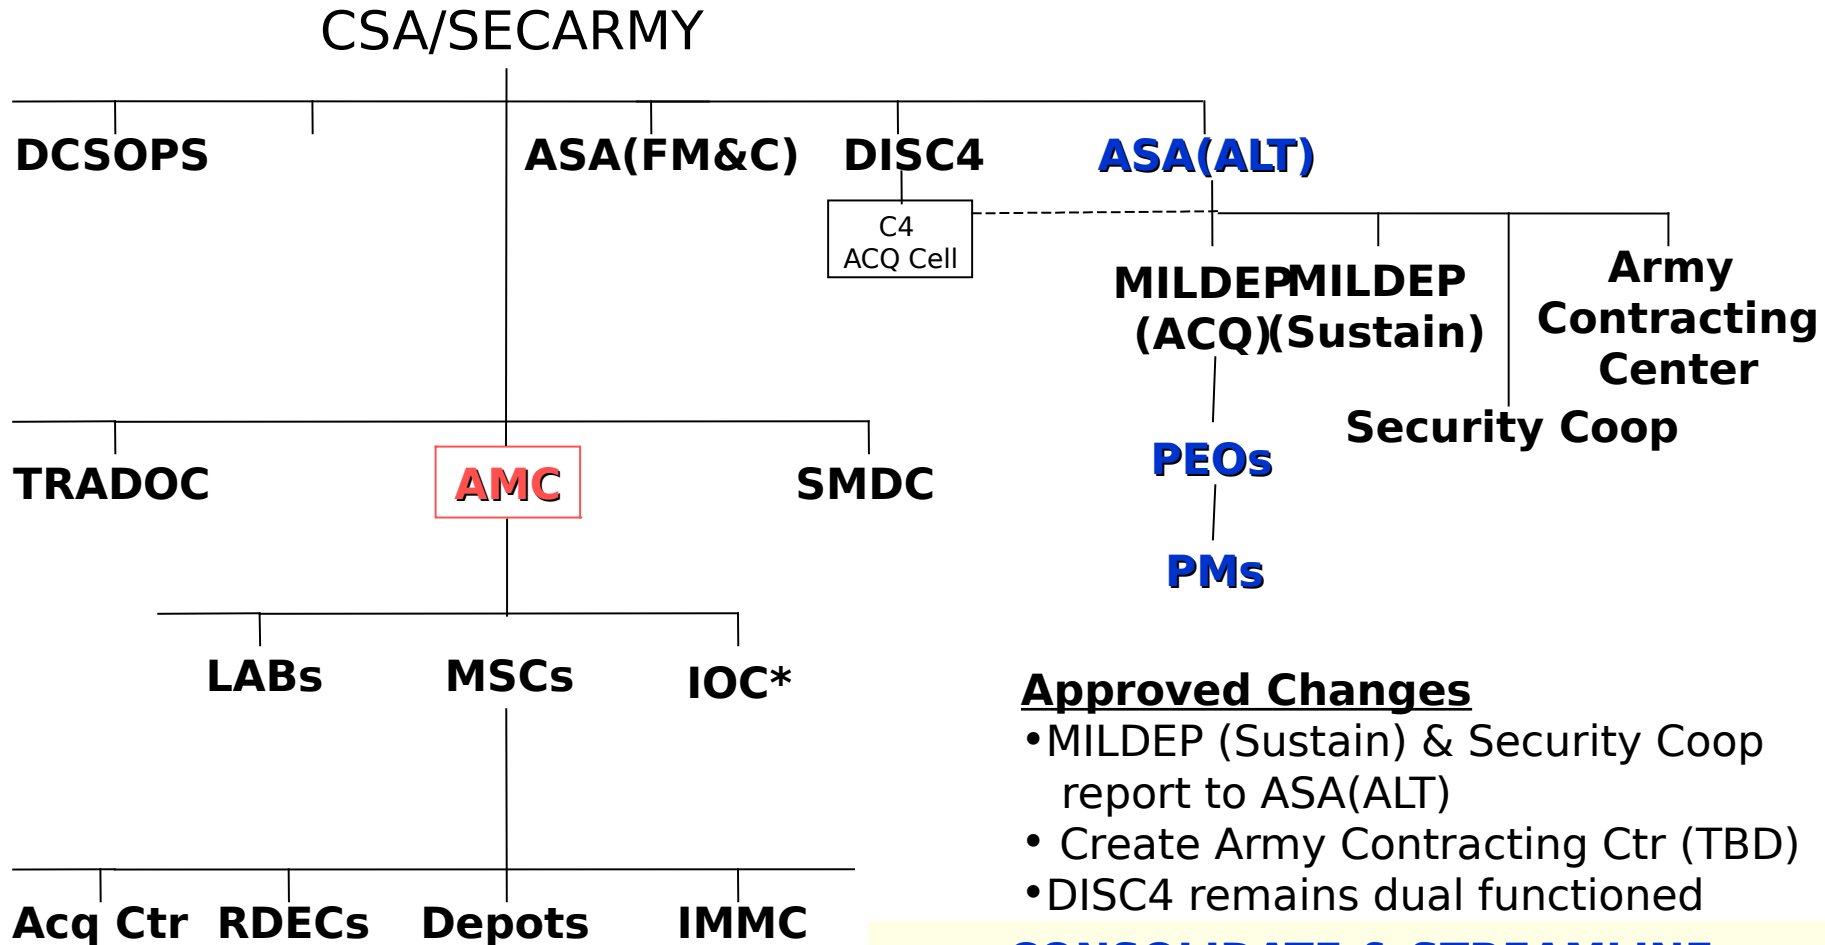 CSA/SECARMY
DCSOPS
ASA(FM&C)
DISC4
ASA(ALT)
C4
ACQ Cell
MILDEP
(ACQ)
MILDEP
(Sustain)
Army
Contracting
Center
Security Coop
PEOs
PMs
TRADOC
AMC
SMDC
LABs
MSCs
IOC*
Acq Ctr
RDECs
Depots
IMMC
Approved Changes
•MILDEP (Sustain) & Security Coop
report to ASA(ALT)
• Create Army Contracting Ctr (TBD)
•DISC4 remains dual functioned
CONSOLIDATE & STREAMLINE